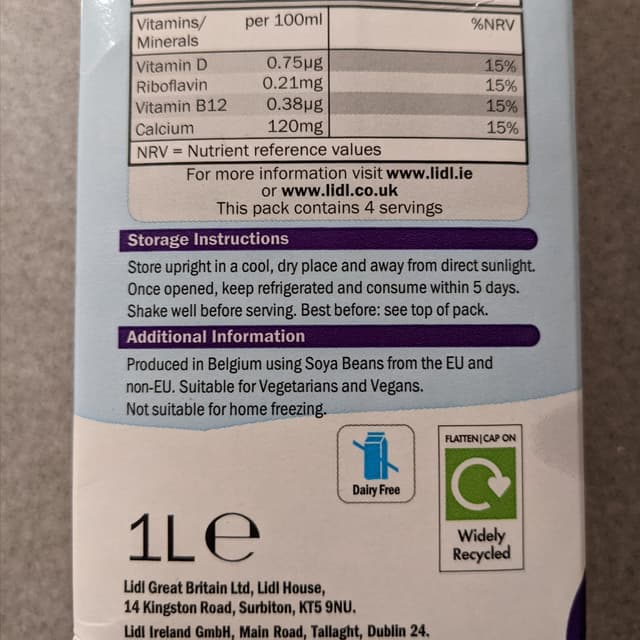 Vitamins/ Minerals per 100ml %NRV
Vitamin D 0.75µg 15%
Riboflavin 0.21mg 15%
Vitamin B12 0.38µg 15%
Calcium 120mg 15%
NRV = Nutrient reference values
For more information visit www.lidl.ie
or www.lidl.co.uk
This pack contains 4 servings
Storage Instructions
Store upright in a cool, dry place and away from direct sunlight.
Once opened, keep refrigerated and consume within 5 days.
Shake well before serving. Best before: see top of pack.
Additional Information
Produced in Belgium using Soya Beans from the EU and
non-EU. Suitable for Vegetarians and Vegans.
Not suitable for home freezing.
Dairy Free
FLATTEN|CAP ON
Widely
Recycled
1L℮
Lidl Great Britain Ltd, Lidl House,
14 Kingston Road, Surbiton, KT5 9NU.
Lidl Ireland GmbH, Main Road, Tallaght, Dublin 24.